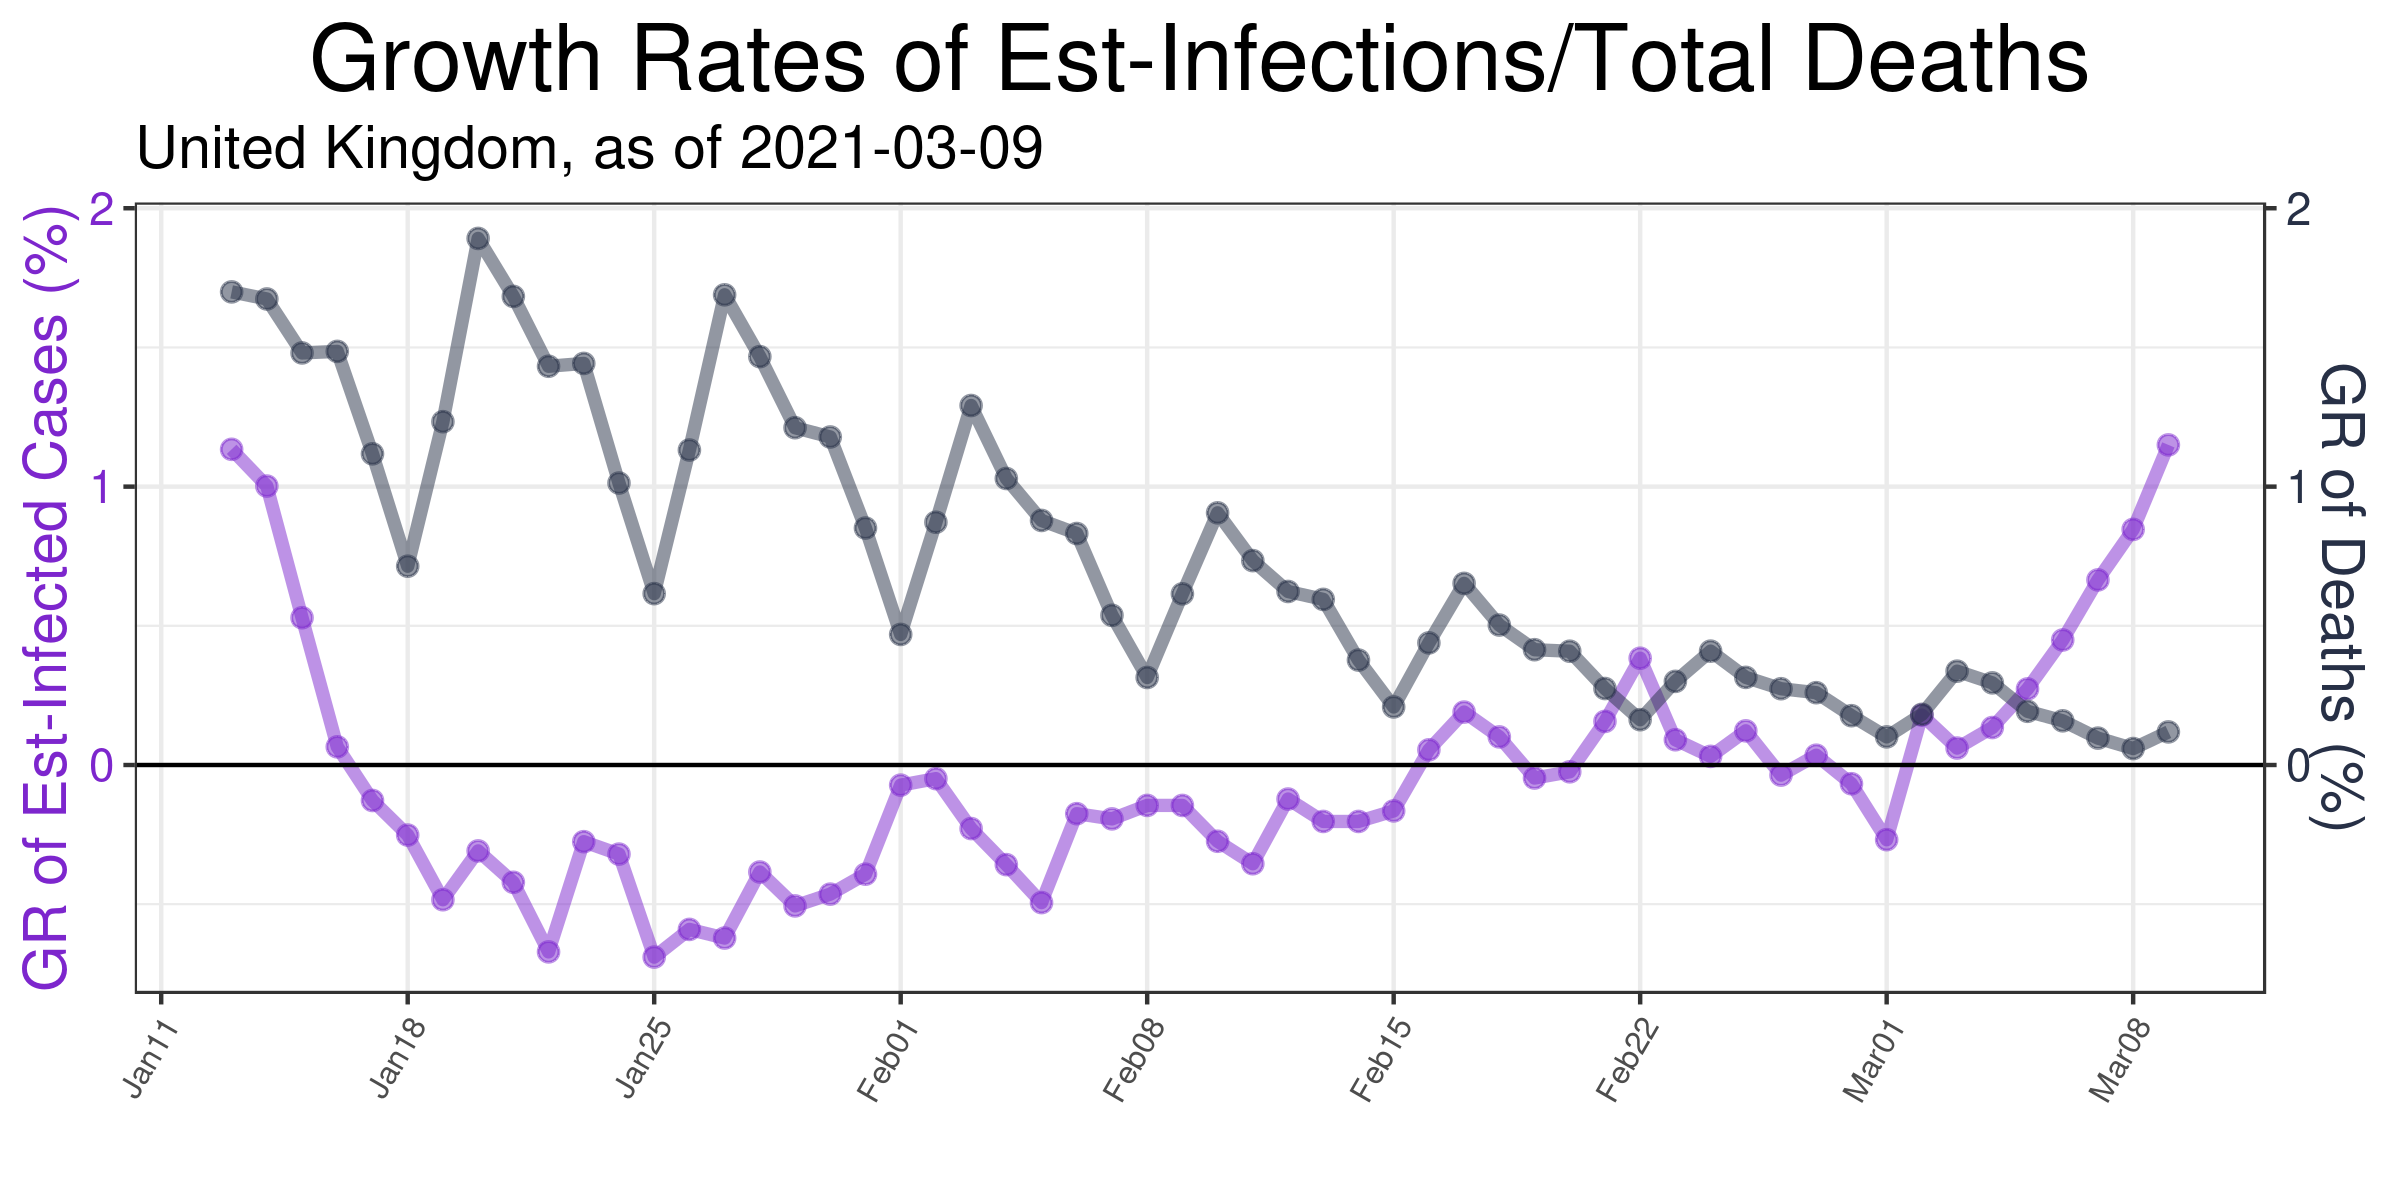 Growth Rates of Est-Infections/Total Deaths
United Kingdom, as of 2021-03-09
GR of Est-Infected Cases (%)
2
1
0
2
1
0
GR of Deaths (%)
Jan11
Jan18
Jan25
Feb01
Feb08
Feb15
Feb22
Mar01
Mar08